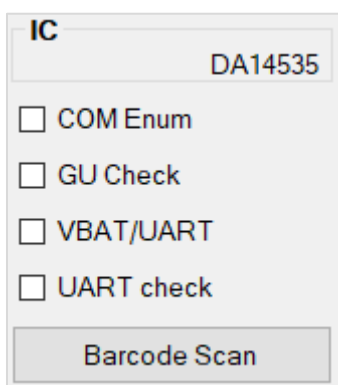 IC
DA14535
COM Enum
GU Check
VBAT/UART
UART check
Barcode Scan